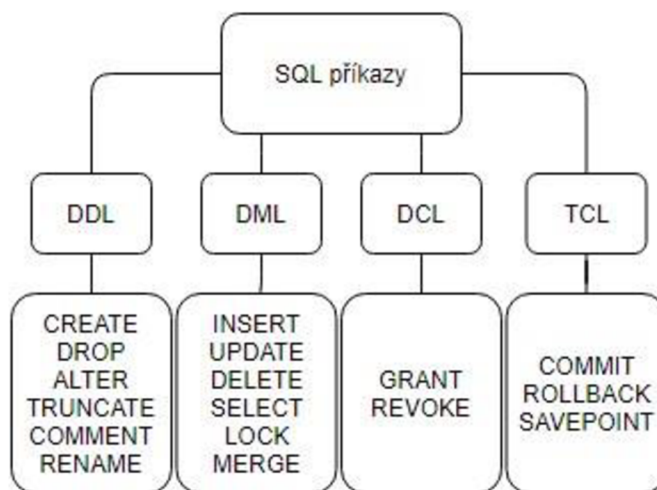 SQL příkazy
DDL
DML
DCL
TCL
CREATE
DROP
ALTER
TRUNCATE
COMMENT
RENAME
INSERT
UPDATE
DELETE
SELECT
LOCK
MERGE
GRANT
REVOKE
COMMIT
ROLLBACK
SAVEPOINT